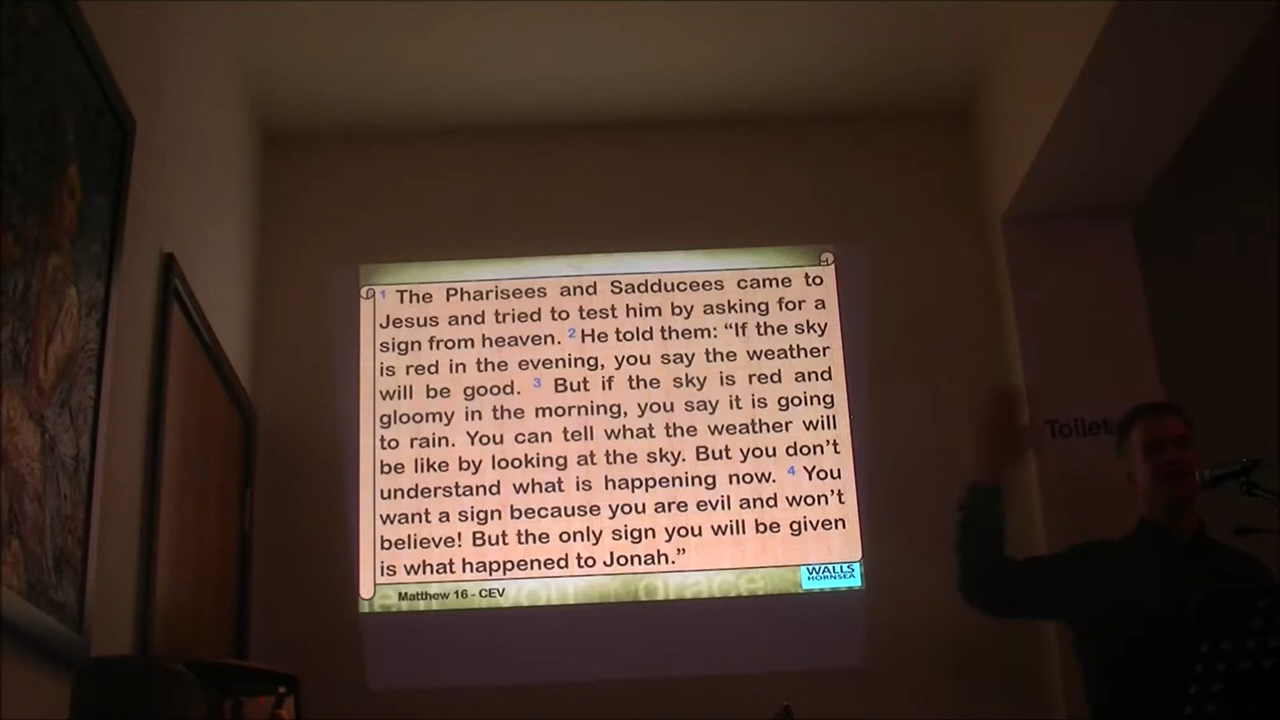 1 The Pharisees and Sadducees came to
Jesus and tried to test him by asking for a
sign from heaven. 2 He told them: “If the sky
is red in the evening, you say the weather
will be good. 3 But if the sky is red and
gloomy in the morning, you say it is going
to rain. You can tell what the weather will
be like by looking at the sky. But you don’t
understand what is happening now. 4 You
want a sign because you are evil and won’t
believe! But the only sign you will be given
is what happened to Jonah.”
WALLS
HORNSEA
Matthew 16 - CEV
you grace
Toilet